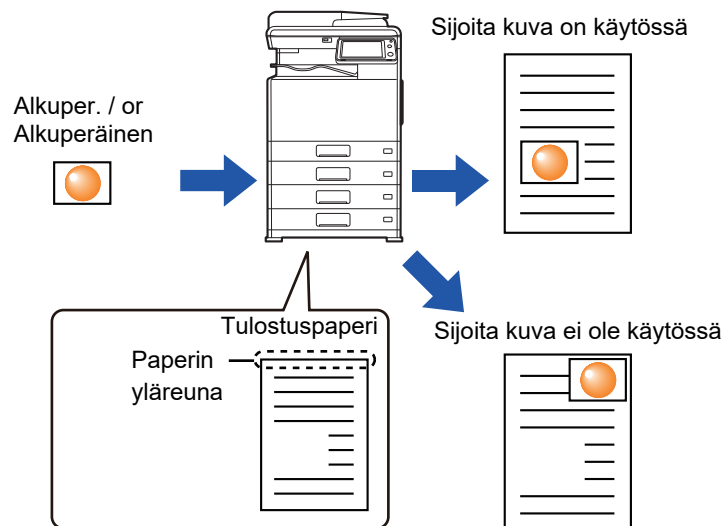 Sijoita kuva on käytössä
Alkuper. / or
Alkuperäinen
Tulostuspaperi
Paperin
yläreuna
Sijoita kuva ei ole käytössä